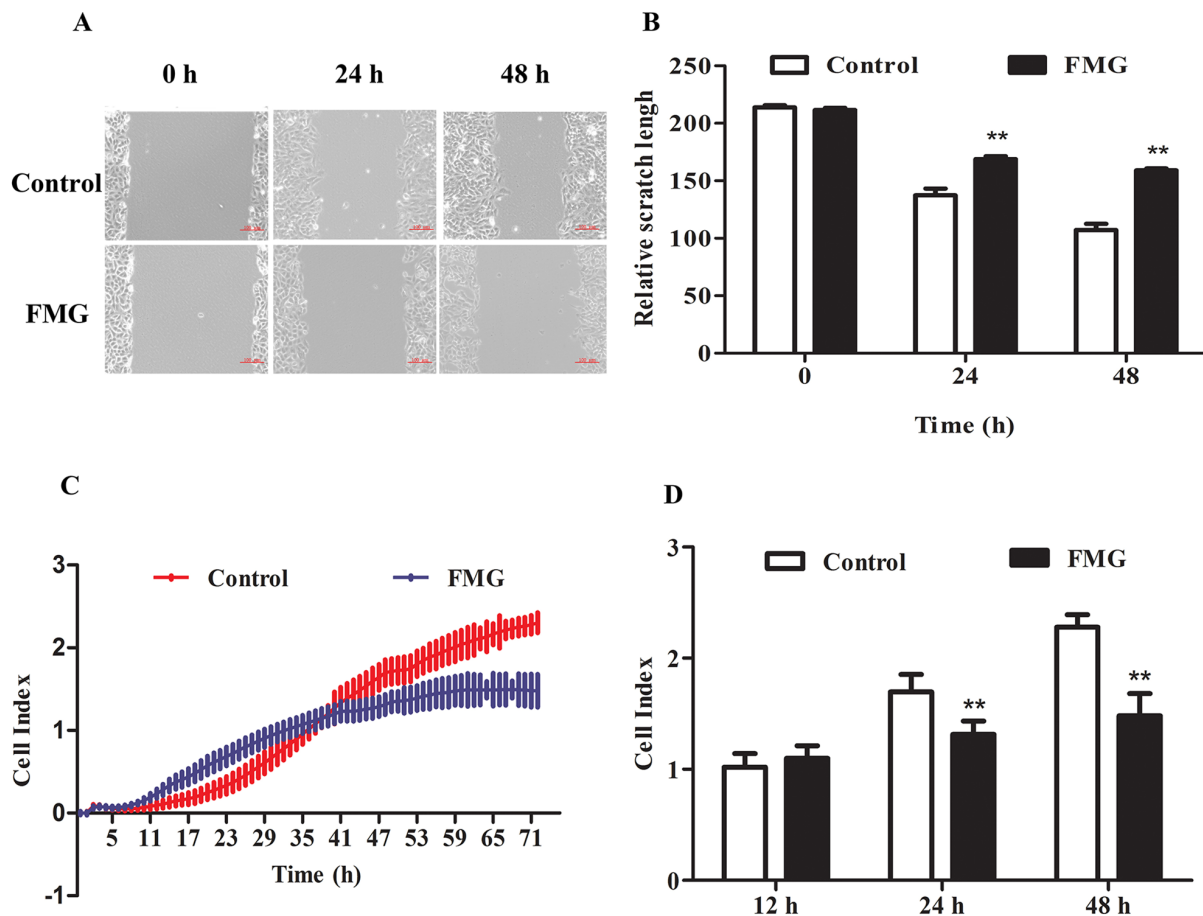 A
0 h 24 h 48 h
Control
FMG
B
Control FMG
250
200
150
100
50
0
Relative scratch lengh
0 24 48
Time (h)
C
Control FMG
3
2
1
0
-1
Cell Index
5 11 17 23 29 35 41 47 53 59 65 71
Time (h)
D
Control FMG
3
2
1
0
Cell Index
** **
** **
12 h 24 h 48 h